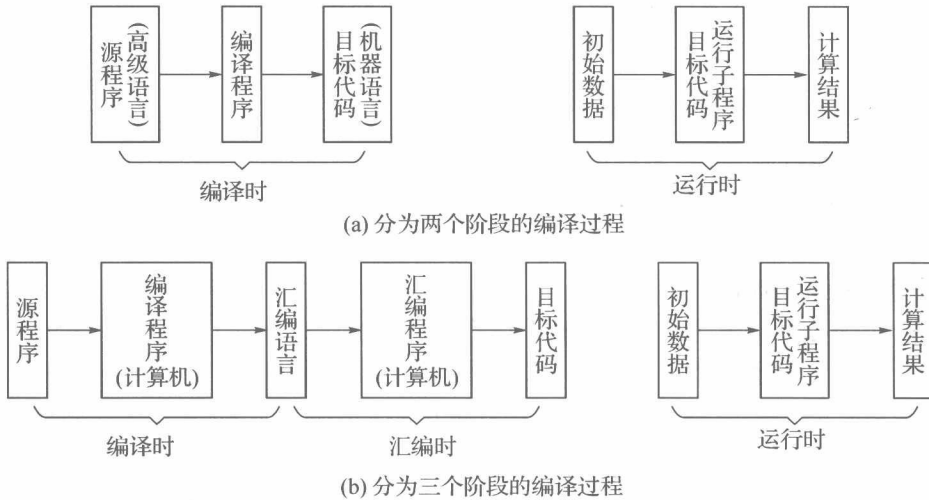 源程序
(高级语言)
编译程序
目标代码
(机器语言)
初始数据
目标代码
运行子程序
计算结果
编译时
运行时
(a) 分为两个阶段的编译过程
源程序
编译程序
(计算机)
汇编语言
汇编程序
(计算机)
目标代码
初始数据
目标代码
运行子程序
计算结果
编译时
汇编时
运行时
(b) 分为三个阶段的编译过程